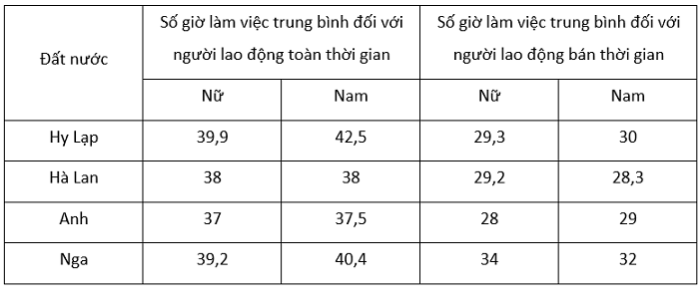 Đất nước
Số giờ làm việc trung bình đối với
người lao động toàn thời gian
Số giờ làm việc trung bình đối với
người lao động bán thời gian
Nữ Nam Nữ Nam
Hy Lạp 39,9 42,5 29,3 30
Hà Lan 38 38 29,2 28,3
Anh 37 37,5 28 29
Nga 39,2 40,4 34 32